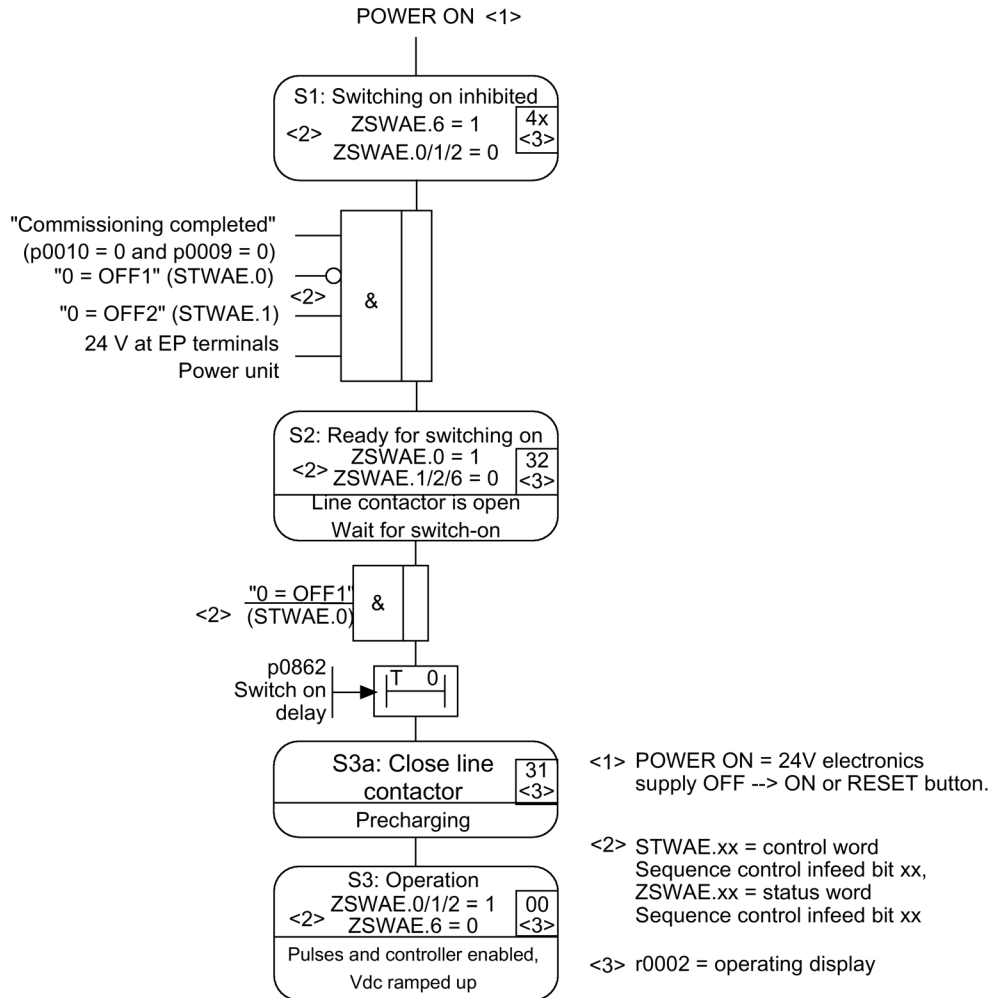 POWER ON <1>
S1: Switching on inhibited
<2>
ZSWAE.6 = 1
ZSWAE.0/1/2 = 0
4x
<3>
"Commissioning completed"
(p0010 = 0 and p0009 = 0)
"0 = OFF1" (STWAE.0)
<2>
"0 = OFF2" (STWAE.1)
24 V at EP terminals
Power unit
&
S2: Ready for switching on
<2>
ZSWAE.0 = 1
ZSWAE.1/2/6 = 0
32
<3>
Line contactor is open
Wait for switch-on
<2>
"0 = OFF1"
(STWAE.0)
&
p0862
Switch on
delay
T 0
S3a: Close line
contactor
31
<3>
Precharging
S3: Operation
<2>
ZSWAE.0/1/2 = 1
ZSWAE.6 = 0
00
<3>
Pulses and controller enabled,
Vdc ramped up
<1> POWER ON = 24V electronics
supply OFF --> ON or RESET button.
<2> STWAE.xx = control word
Sequence control infeed bit xx,
ZSWAE.xx = status word
Sequence control infeed bit xx
<3> r0002 = operating display